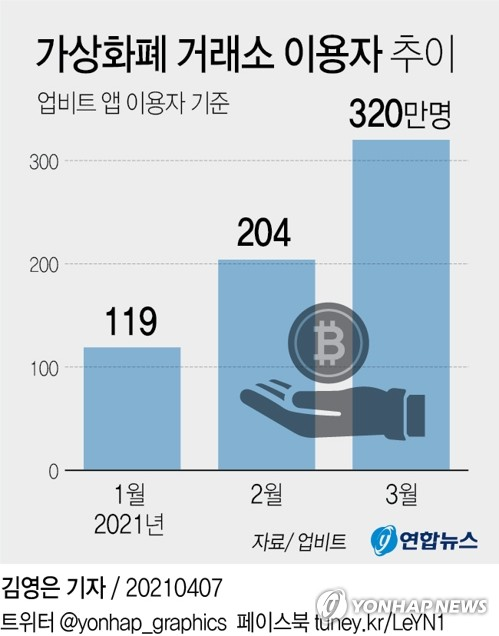 가상화폐 거래소 이용자 추이
업비트 앱 이용자 기준
320만명
300
204
200
119
100
0
1월 2월 3월
2021년
자료/ 업비트 연합뉴스
김영은 기자 / 20210407
트위터 @yonhap_graphics 페이스북 tuney.kr/LeYN1
YONHAP NEWS